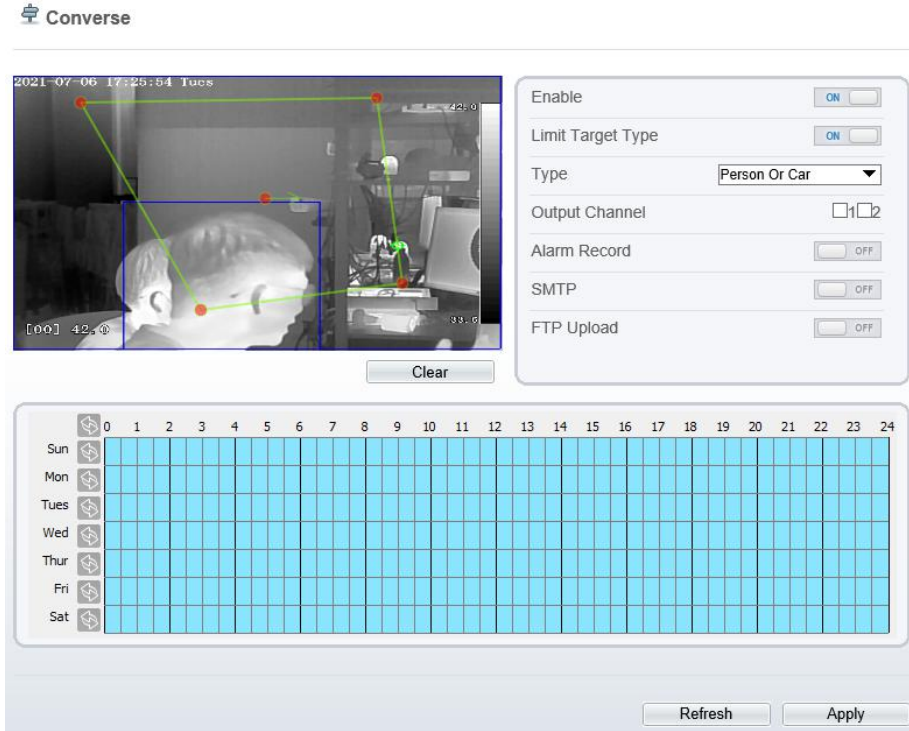 Converse
2021-07-06 17:25:54 Tues
42.0
33.6
[00] 42.0
Clear
Enable ON
Limit Target Type ON
Type Person Or Car
Output Channel 1 2
Alarm Record OFF
SMTP OFF
FTP Upload OFF
0 1 2 3 4 5 6 7 8 9 10 11 12 13 14 15 16 17 18 19 20 21 22 23 24
Sun
Mon
Tues
Wed
Thur
Fri
Sat
Refresh Apply